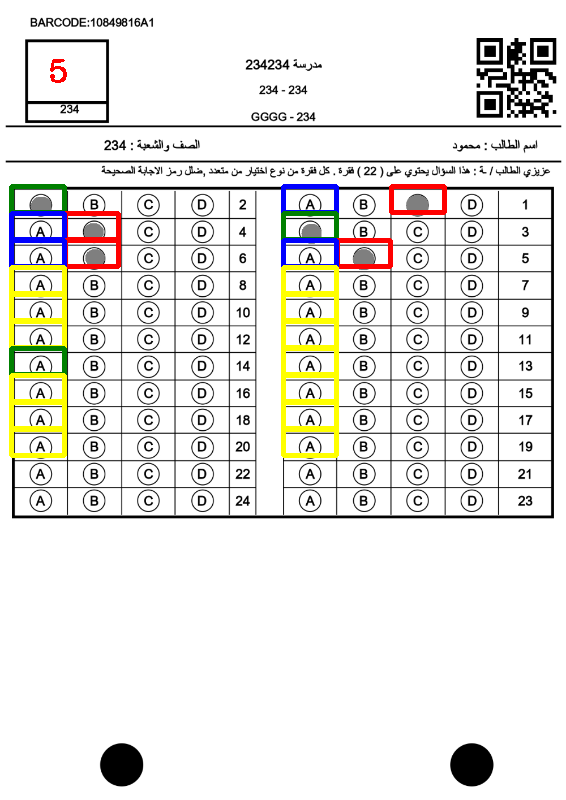 BARCODE:10849816A1
5
234
مدرسة 234234
234 - 234
GGGG - 234
اسم الطالب : محمود
الصف والشعبة : 234
عزيزي الطالب / ـة : هذا السؤال يحتوي على ( 22 ) فقرة . كل فقرة من نوع اختيار من متعدد ,ضلل رمز الاجابة الصحيحة
B C D 2 A B D 1
A C D 4 B C D 3
A C D 6 A C D 5
A B C D 8 A B C D 7
A B C D 10 A B C D 9
A B C D 12 A B C D 11
A B C D 14 A B C D 13
A B C D 16 A B C D 15
A B C D 18 A B C D 17
A B C D 20 A B C D 19
A B C D 22 A B C D 21
A B C D 24 A B C D 23